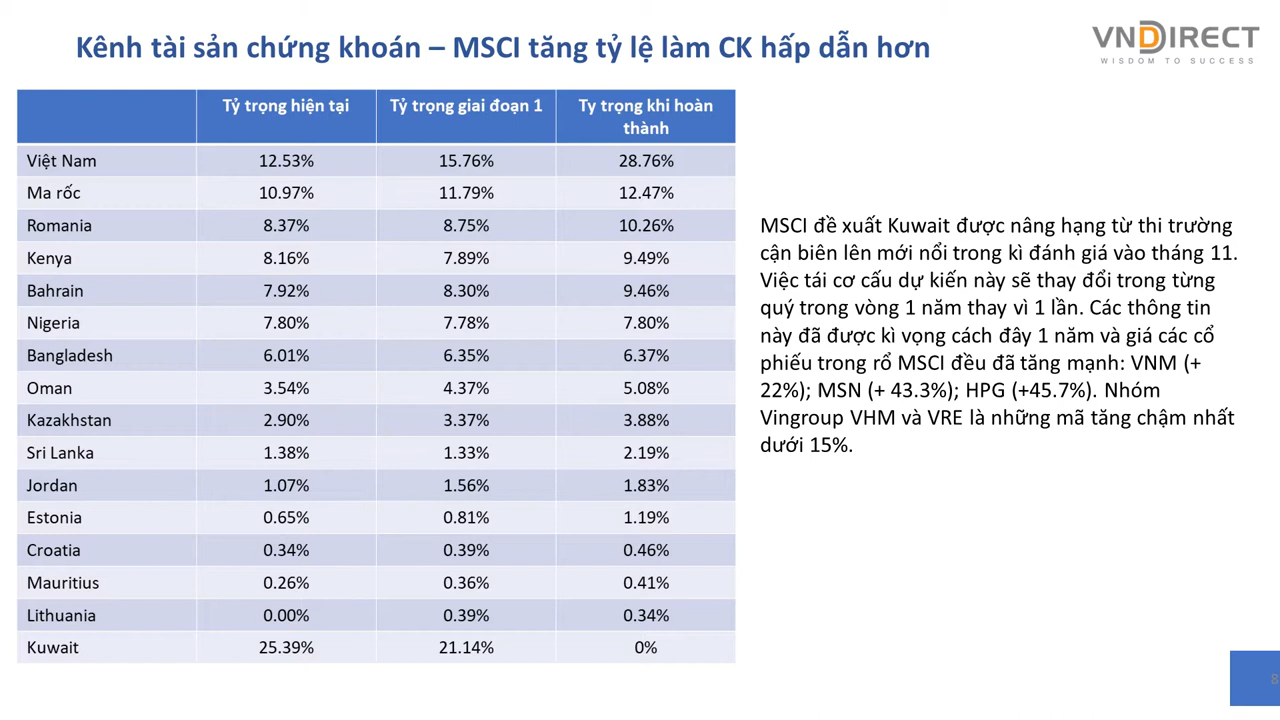 Kênh tài sản chứng khoán – MSCI tăng tỷ lệ làm CK hấp dẫn hơn
VNDIRECT
WISDOM TO SUCCESS
Tỷ trọng hiện tại Tỷ trọng giai đoạn 1 Ty trọng khi hoàn
thành
Việt Nam 12.53% 15.76% 28.76%
Ma rốc 10.97% 11.79% 12.47%
Romania 8.37% 8.75% 10.26%
Kenya 8.16% 7.89% 9.49%
Bahrain 7.92% 8.30% 9.46%
Nigeria 7.80% 7.78% 7.80%
Bangladesh 6.01% 6.35% 6.37%
Oman 3.54% 4.37% 5.08%
Kazakhstan 2.90% 3.37% 3.88%
Sri Lanka 1.38% 1.33% 2.19%
Jordan 1.07% 1.56% 1.83%
Estonia 0.65% 0.81% 1.19%
Croatia 0.34% 0.39% 0.46%
Mauritius 0.26% 0.36% 0.41%
Lithuania 0.00% 0.39% 0.34%
Kuwait 25.39% 21.14% 0%
MSCI đề xuất Kuwait được nâng hạng từ thi trường
cận biên lên mới nổi trong kì đánh giá vào tháng 11.
Việc tái cơ cấu dự kiến này sẽ thay đổi trong từng
quý trong vòng 1 năm thay vì 1 lần. Các thông tin
này đã được kì vọng cách đây 1 năm và giá các cổ
phiếu trong rổ MSCI đều đã tăng mạnh: VNM (+
22%); MSN (+ 43.3%); HPG (+45.7%). Nhóm
Vingroup VHM và VRE là những mã tăng chậm nhất
dưới 15%.
8